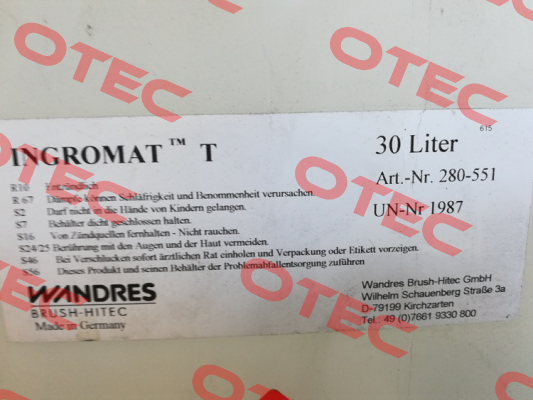 INGROMAT™ T
30 Liter
615
Art.-Nr. 280-551
UN-Nr 1987
R10 Entzündlich
R 67 Dämpfe können Schläfrigkeit und Benommenheit verursachen.
S2 Darf nicht in die Hände von Kindern gelangen.
S7 Behälter dicht geschlossen halten.
S16 Von Zündquellen fernhalten - Nicht rauchen.
S24/25 Berührung mit den Augen und der Haut vermeiden.
S46 Bei Verschlucken sofort ärztlichen Rat einholen und Verpackung oder Etikett vorzeigen.
S56 Dieses Produkt und seinen Behälter der Problemabfallentsorgung zuführen
WANDRES
BRUSH-HITEC
Made in Germany
Wandres Brush-Hitec GmbH
Wilhelm Schauenberg Straße 3a
D-79199 Kirchzarten
Tel.: 49 (0)7661 9330 800
OTEC
OTEC
OTEC
OTEC
OTEC
OTEC